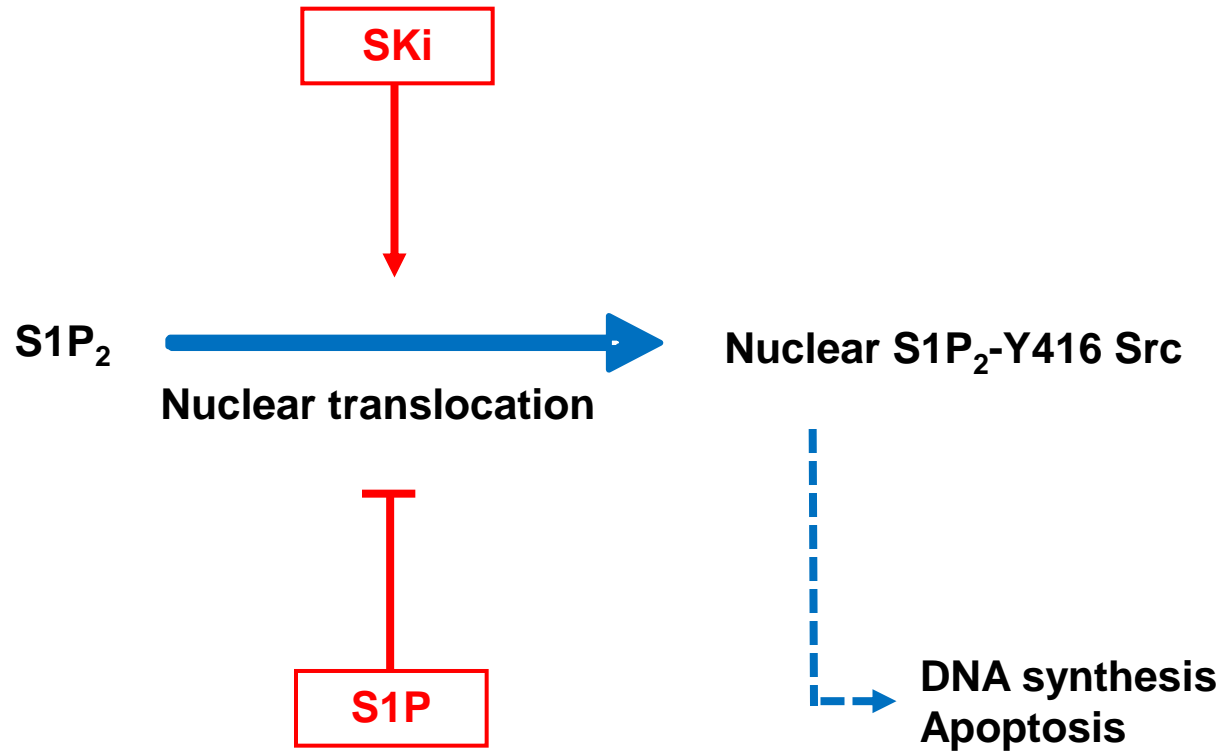 SKi
S1P₂
Nuclear S1P₂-Y416 Src
Nuclear translocation
S1P
DNA synthesis
Apoptosis